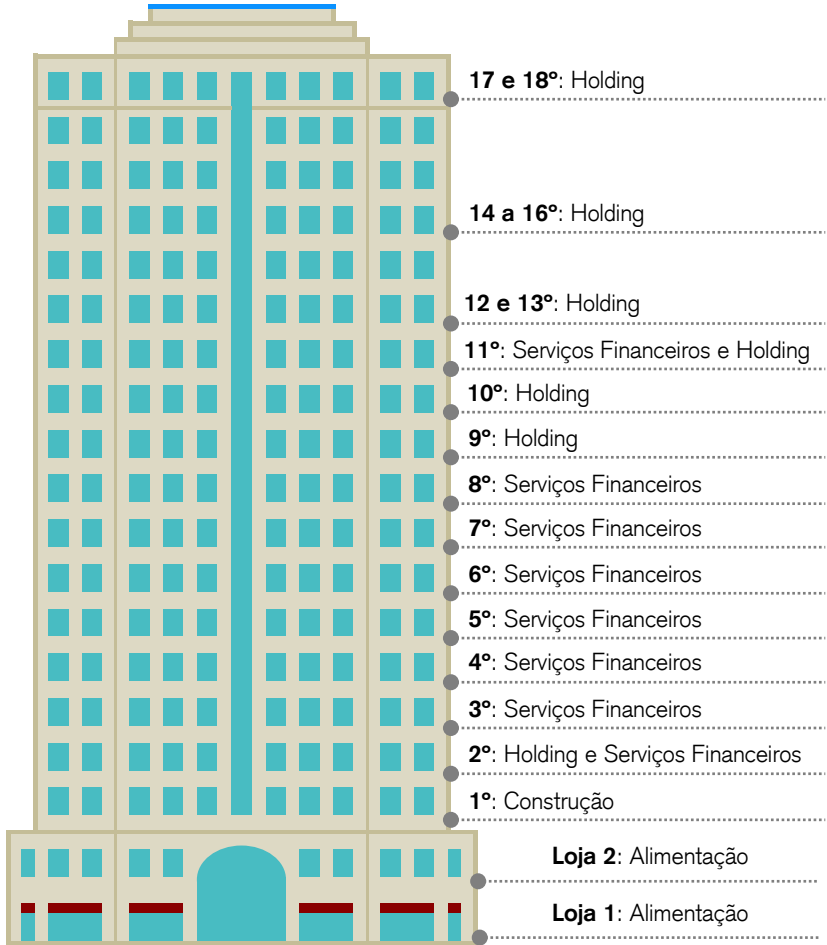 17 e 18º: Holding
14 a 16º: Holding
12 e 13º: Holding
11º: Serviços Financeiros e Holding
10º: Holding
9º: Holding
8º: Serviços Financeiros
7º: Serviços Financeiros
6º: Serviços Financeiros
5º: Serviços Financeiros
4º: Serviços Financeiros
3º: Serviços Financeiros
2º: Holding e Serviços Financeiros
1º: Construção
Loja 2: Alimentação
Loja 1: Alimentação